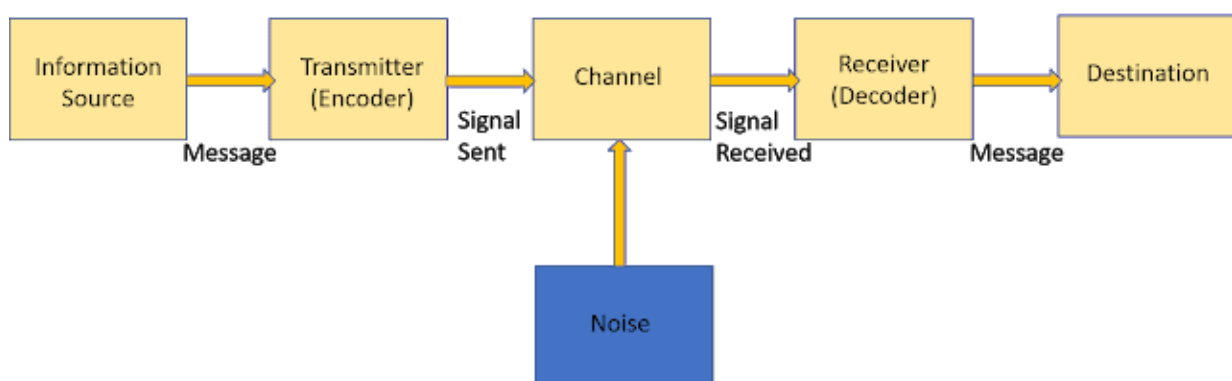 Information
Source
Message
Transmitter
(Encoder)
Signal
Sent
Channel
Signal
Received
Receiver
(Decoder)
Message
Destination
Noise